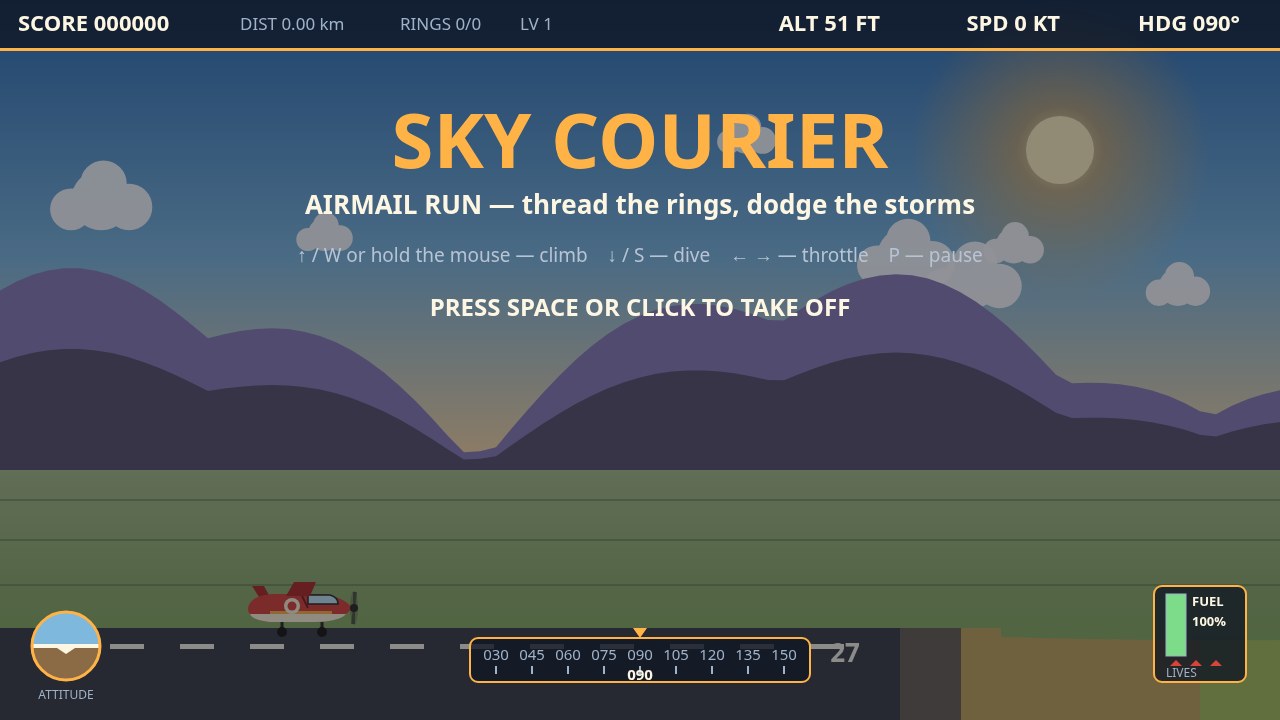 SCORE 000000 DIST 0.00 km RINGS 0/0 LV 1 ALT 51 FT SPD 0 KT HDG 090°
SKY COURIER
AIRMAIL RUN — thread the rings, dodge the storms
↑ / W or hold the mouse — climb ↓ / S — dive ← → — throttle P — pause
PRESS SPACE OR CLICK TO TAKE OFF
FUEL
100%
LIVES
27
030 045 060 075 090 105 120 135 150
090
ATTITUDE